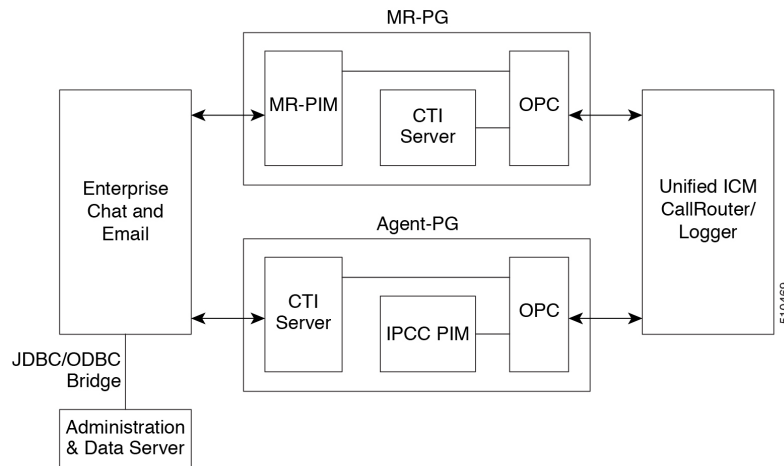 MR-PG
MR-PIM
CTI
Server
OPC
Enterprise
Chat and
Email
Unified ICM
CallRouter/
Logger
Agent-PG
CTI
Server
IPCC PIM
OPC
JDBC/ODBC
Bridge
Administration
& Data Server